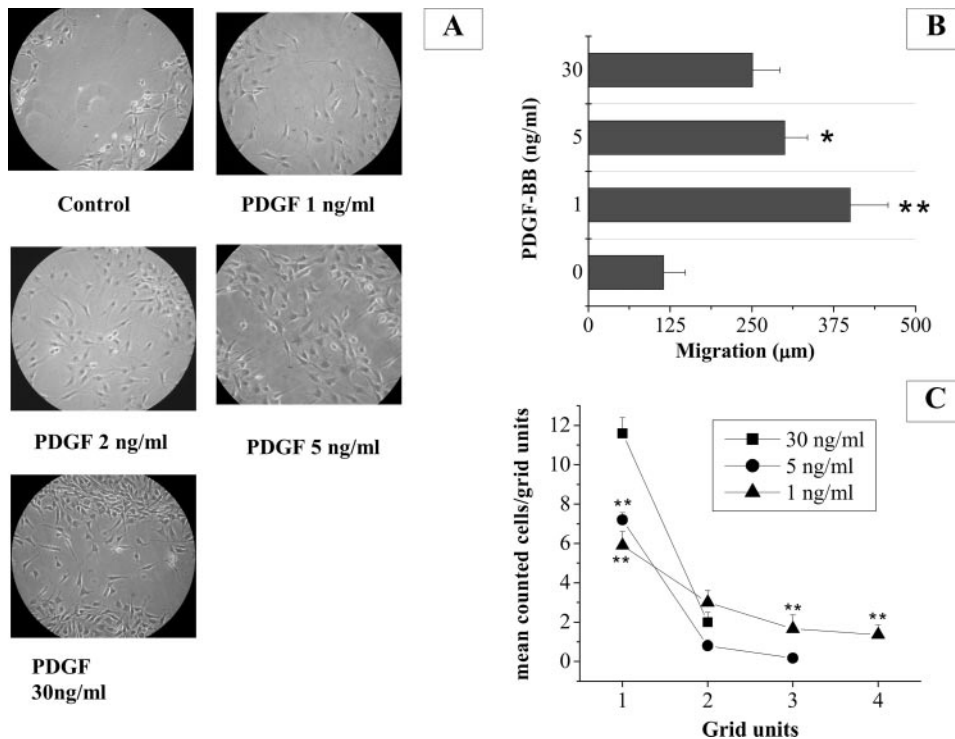 A
Control
PDGF 1 ng/ml
PDGF 2 ng/ml
PDGF 5 ng/ml
PDGF
30ng/ml
B
PDGF-BB (ng/ml)
30
5
*
1
**
0
0 125 250 375 500
Migration (μm)
C
mean counted cells/grid units
12
10
8
6
4
2
0
30 ng/ml
5 ng/ml
1 ng/ml
**
**
**
**
1 2 3 4
Grid units